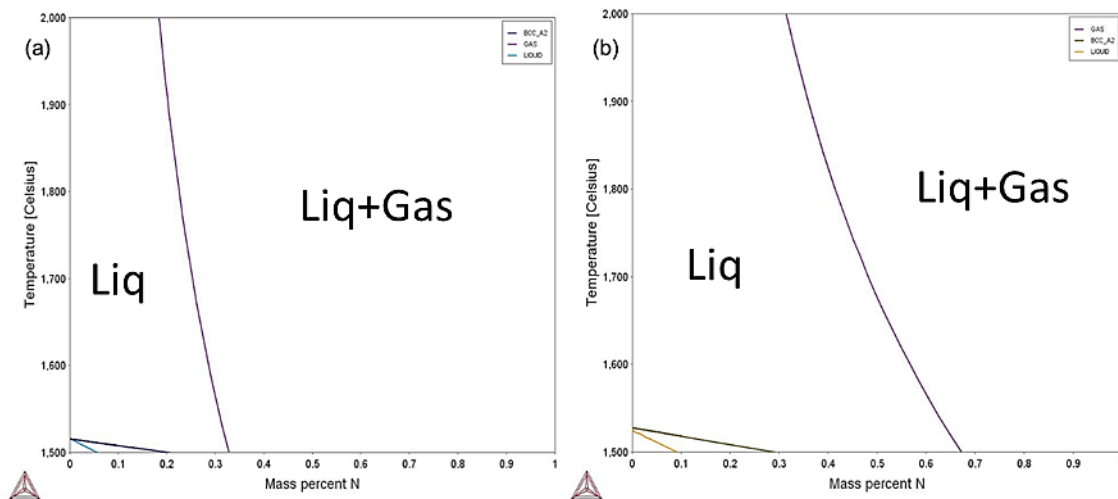 (a)
2,000
1,900
1,800
1,700
1,600
1,500
Temperature [Celsius]
0 0.1 0.2 0.3 0.4 0.5 0.6 0.7 0.8 0.9 1
Mass percent N
BCC_A2
GAS
LIQUID
Liq
Liq+Gas
(b)
2,000
1,900
1,800
1,700
1,600
1,500
Temperature [Celsius]
0 0.1 0.2 0.3 0.4 0.5 0.6 0.7 0.8 0.9
Mass percent N
GAS
BCC_A2
LIQUID
Liq
Liq+Gas